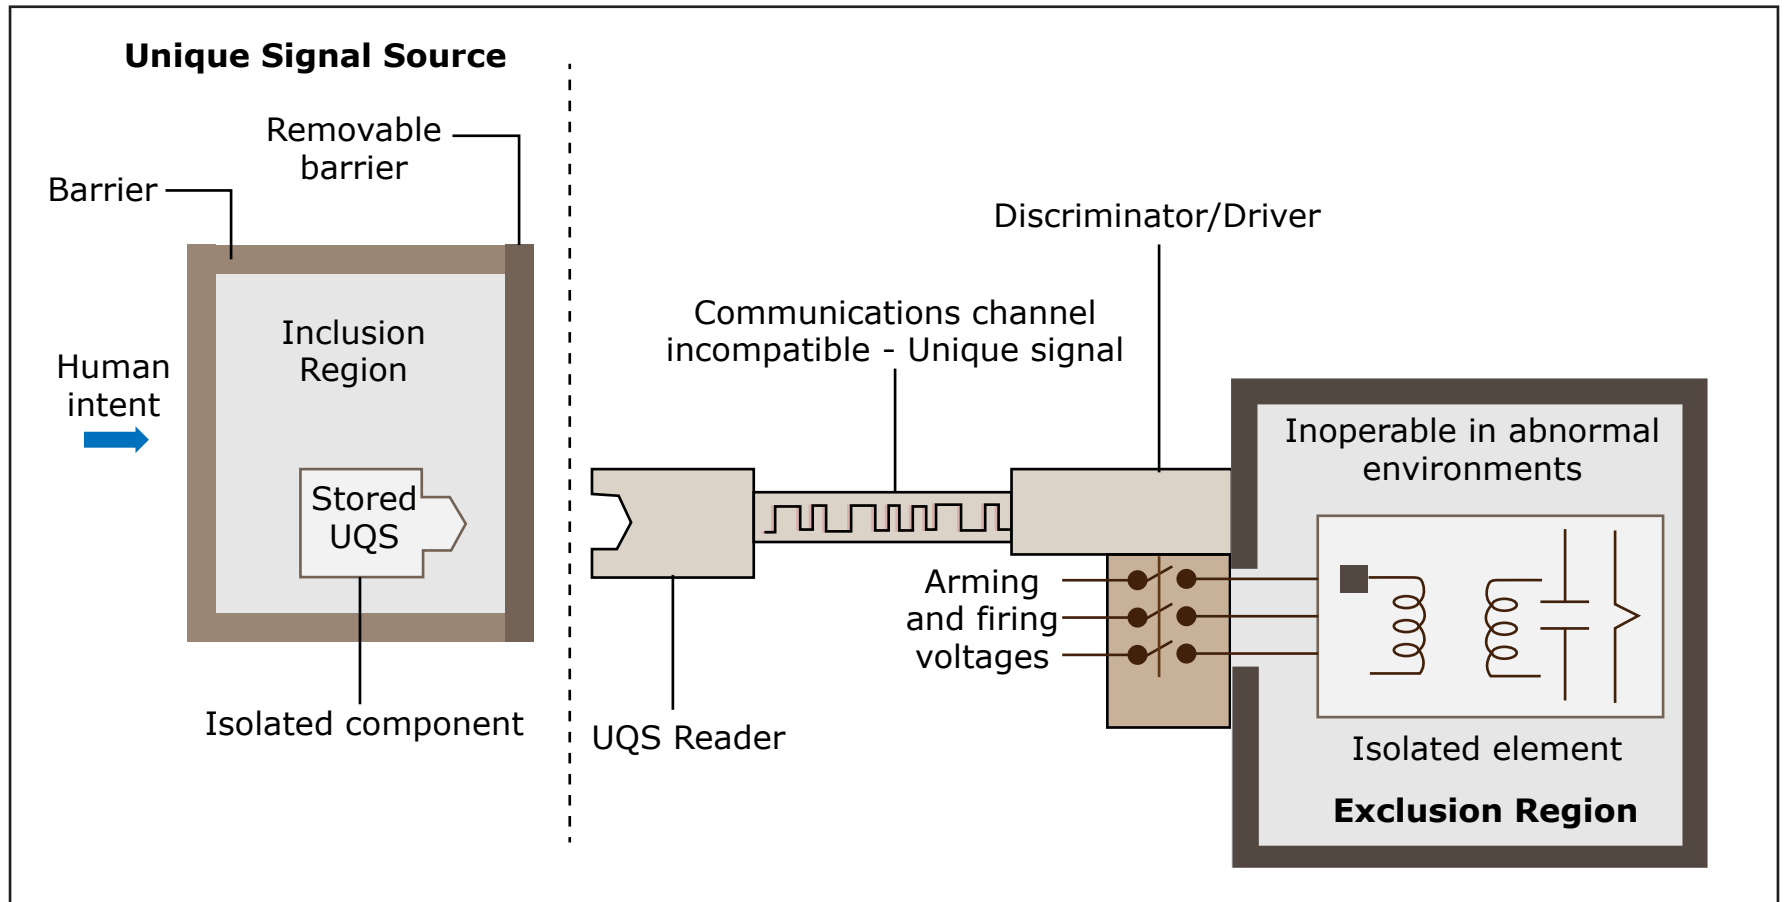 Unique Signal Source
Removable
barrier
Barrier
Inclusion
Region
Human
intent
Stored
UQS
Isolated component
Discriminator/Driver
Communications channel
incompatible - Unique signal
UQS Reader
Arming
and firing
voltages
Inoperable in abnormal
environments
Isolated element
Exclusion Region